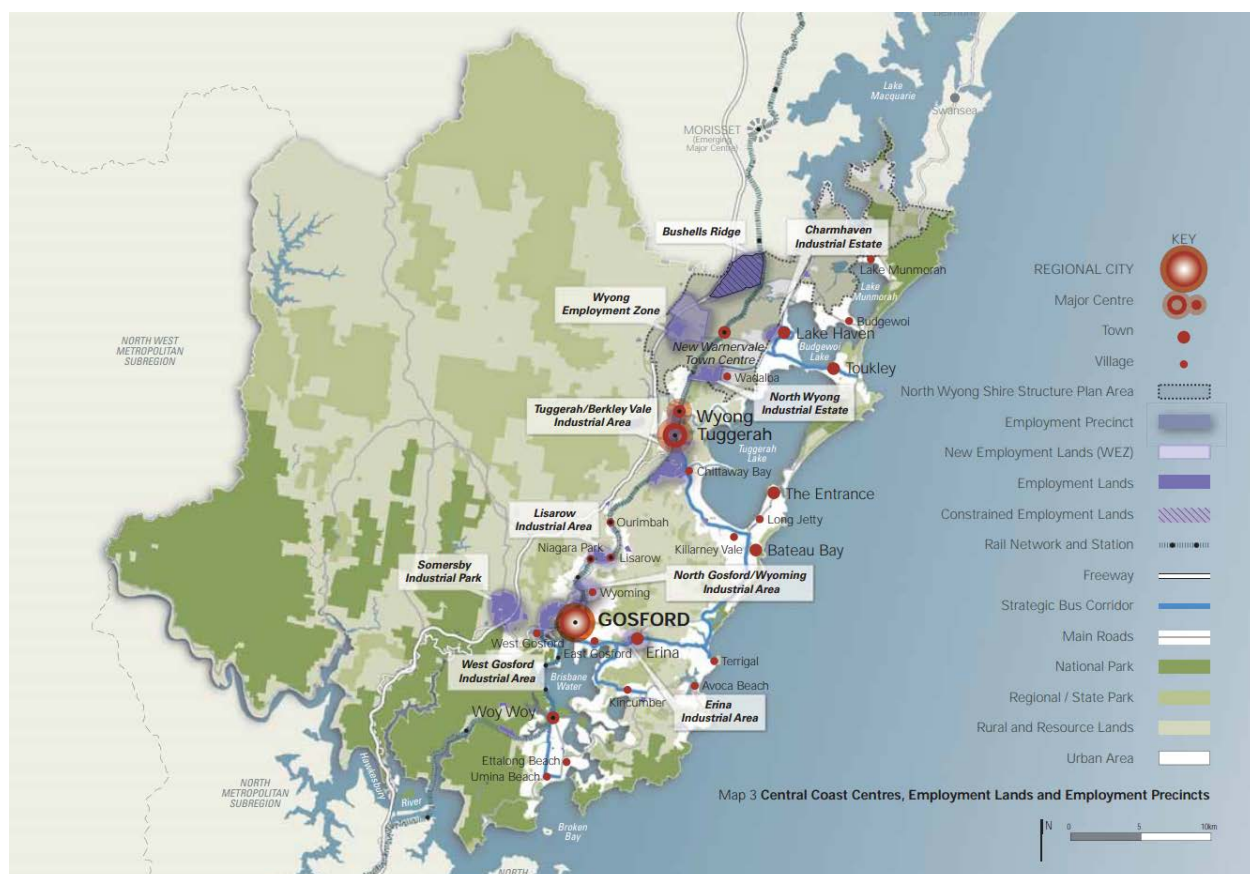 Lake
Macquarie
Swansea
MORISSET
(Emerging
Major Centre)
Bushells Ridge
Charmhaven
Industrial Estate
Lake Munmorah
Lake
Munmorah
Wyong
Employment Zone
Budgewoi
Lake Haven
New Warnervale
Town Centre
Budgewoi
Lake
NORTH WEST
METROPOLITAN
SUBREGION
Toukley
Wadalba
North Wyong
Industrial Estate
Tuggerah/Berkley Vale
Industrial Area
Wyong
Tuggerah
Tuggerah
Lake
Chittaway Bay
The Entrance
Lisarow
Industrial Area
Ourimbah
Long Jetty
Killarney Vale
Bateau Bay
Niagara Park
Lisarow
Somersby
Industrial Park
North Gosford/Wyoming
Industrial Area
Wyoming
GOSFORD
West Gosford
East Gosford
Erina
Terrigal
West Gosford
Industrial Area
Brisbane
Water
Avoca Beach
Kincumber
Erina
Industrial Area
Woy Woy
Ettalong Beach
Umina Beach
Hawkesbury
River
NORTH
METROPOLITAN
SUBREGION
Broken
Bay
NORTH
KEY
REGIONAL CITY
Major Centre
Town
Village
North Wyong Shire Structure Plan Area
Employment Precinct
New Employment Lands (WEZ)
Employment Lands
Constrained Employment Lands
Rail Network and Station
Freeway
Strategic Bus Corridor
Main Roads
National Park
Regional / State Park
Rural and Resource Lands
Urban Area
Map 3 Central Coast Centres, Employment Lands and Employment Precincts
N
0 5 10km